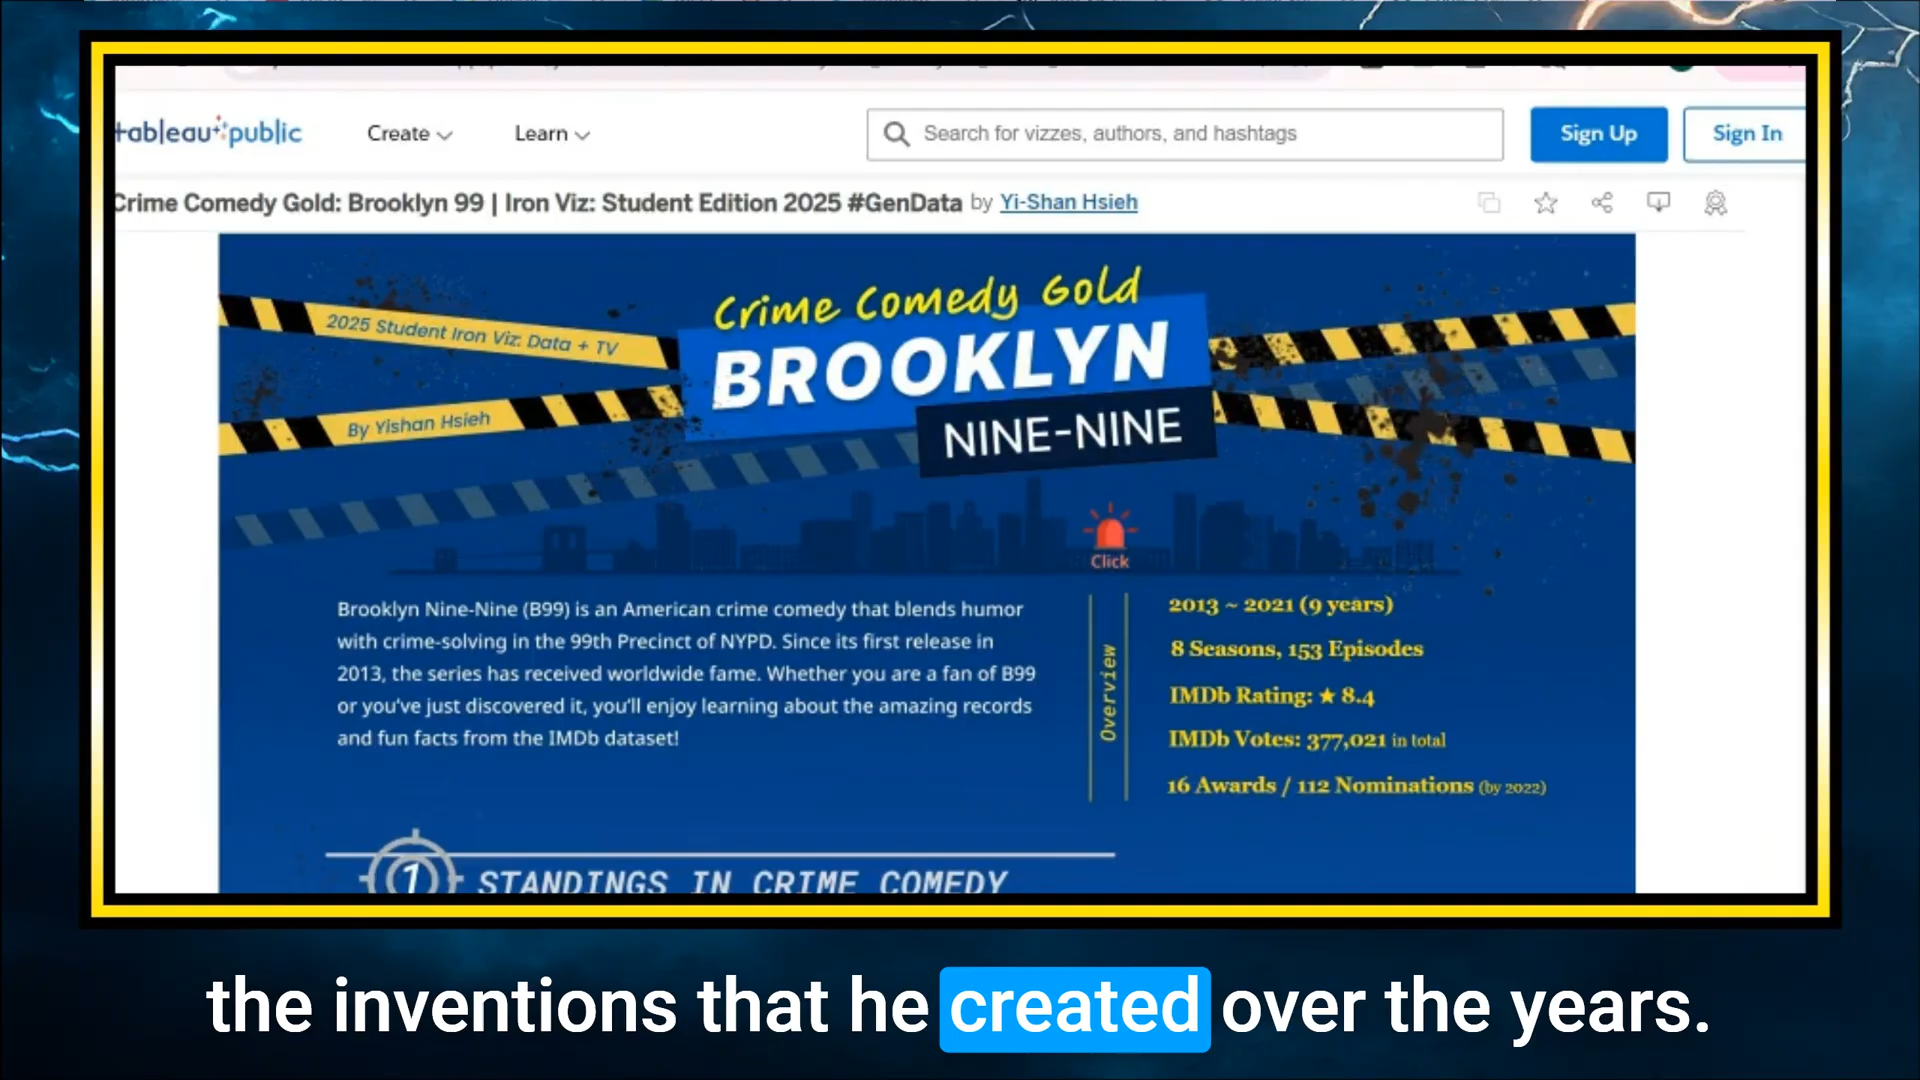 tableau public Create Learn Search for vizzes, authors, and hashtags Sign Up Sign In
Crime Comedy Gold: Brooklyn 99 | Iron Viz: Student Edition 2025 #GenData by Yi-Shan Hsieh
Crime Comedy Gold
2025 Student Iron Viz: Data + TV
BROOKLYN
By Yishan Hsieh
NINE-NINE
Click
Brooklyn Nine-Nine (B99) is an American crime comedy that blends humor
with crime-solving in the 99th Precinct of NYPD. Since its first release in
2013, the series has received worldwide fame. Whether you are a fan of B99
or you've just discovered it, you'll enjoy learning about the amazing records
and fun facts from the IMDb dataset!
Overview
2013 ~ 2021 (9 years)
8 Seasons, 153 Episodes
IMDb Rating: ★ 8.4
IMDb Votes: 377,021 in total
16 Awards / 112 Nominations (by 2022)
1 STANDINGS IN CRIME COMEDY
the inventions that he created over the years.